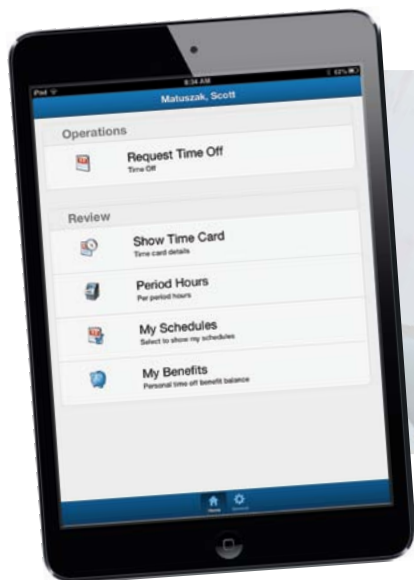 iPad
8:34 AM
62%
Matuszak, Scott
Operations
Request Time Off
Time Off
Review
Show Time Card
Time card details
Period Hours
Per period hours
My Schedules
Select to show my schedules
My Benefits
Personal time off benefit balance
Home